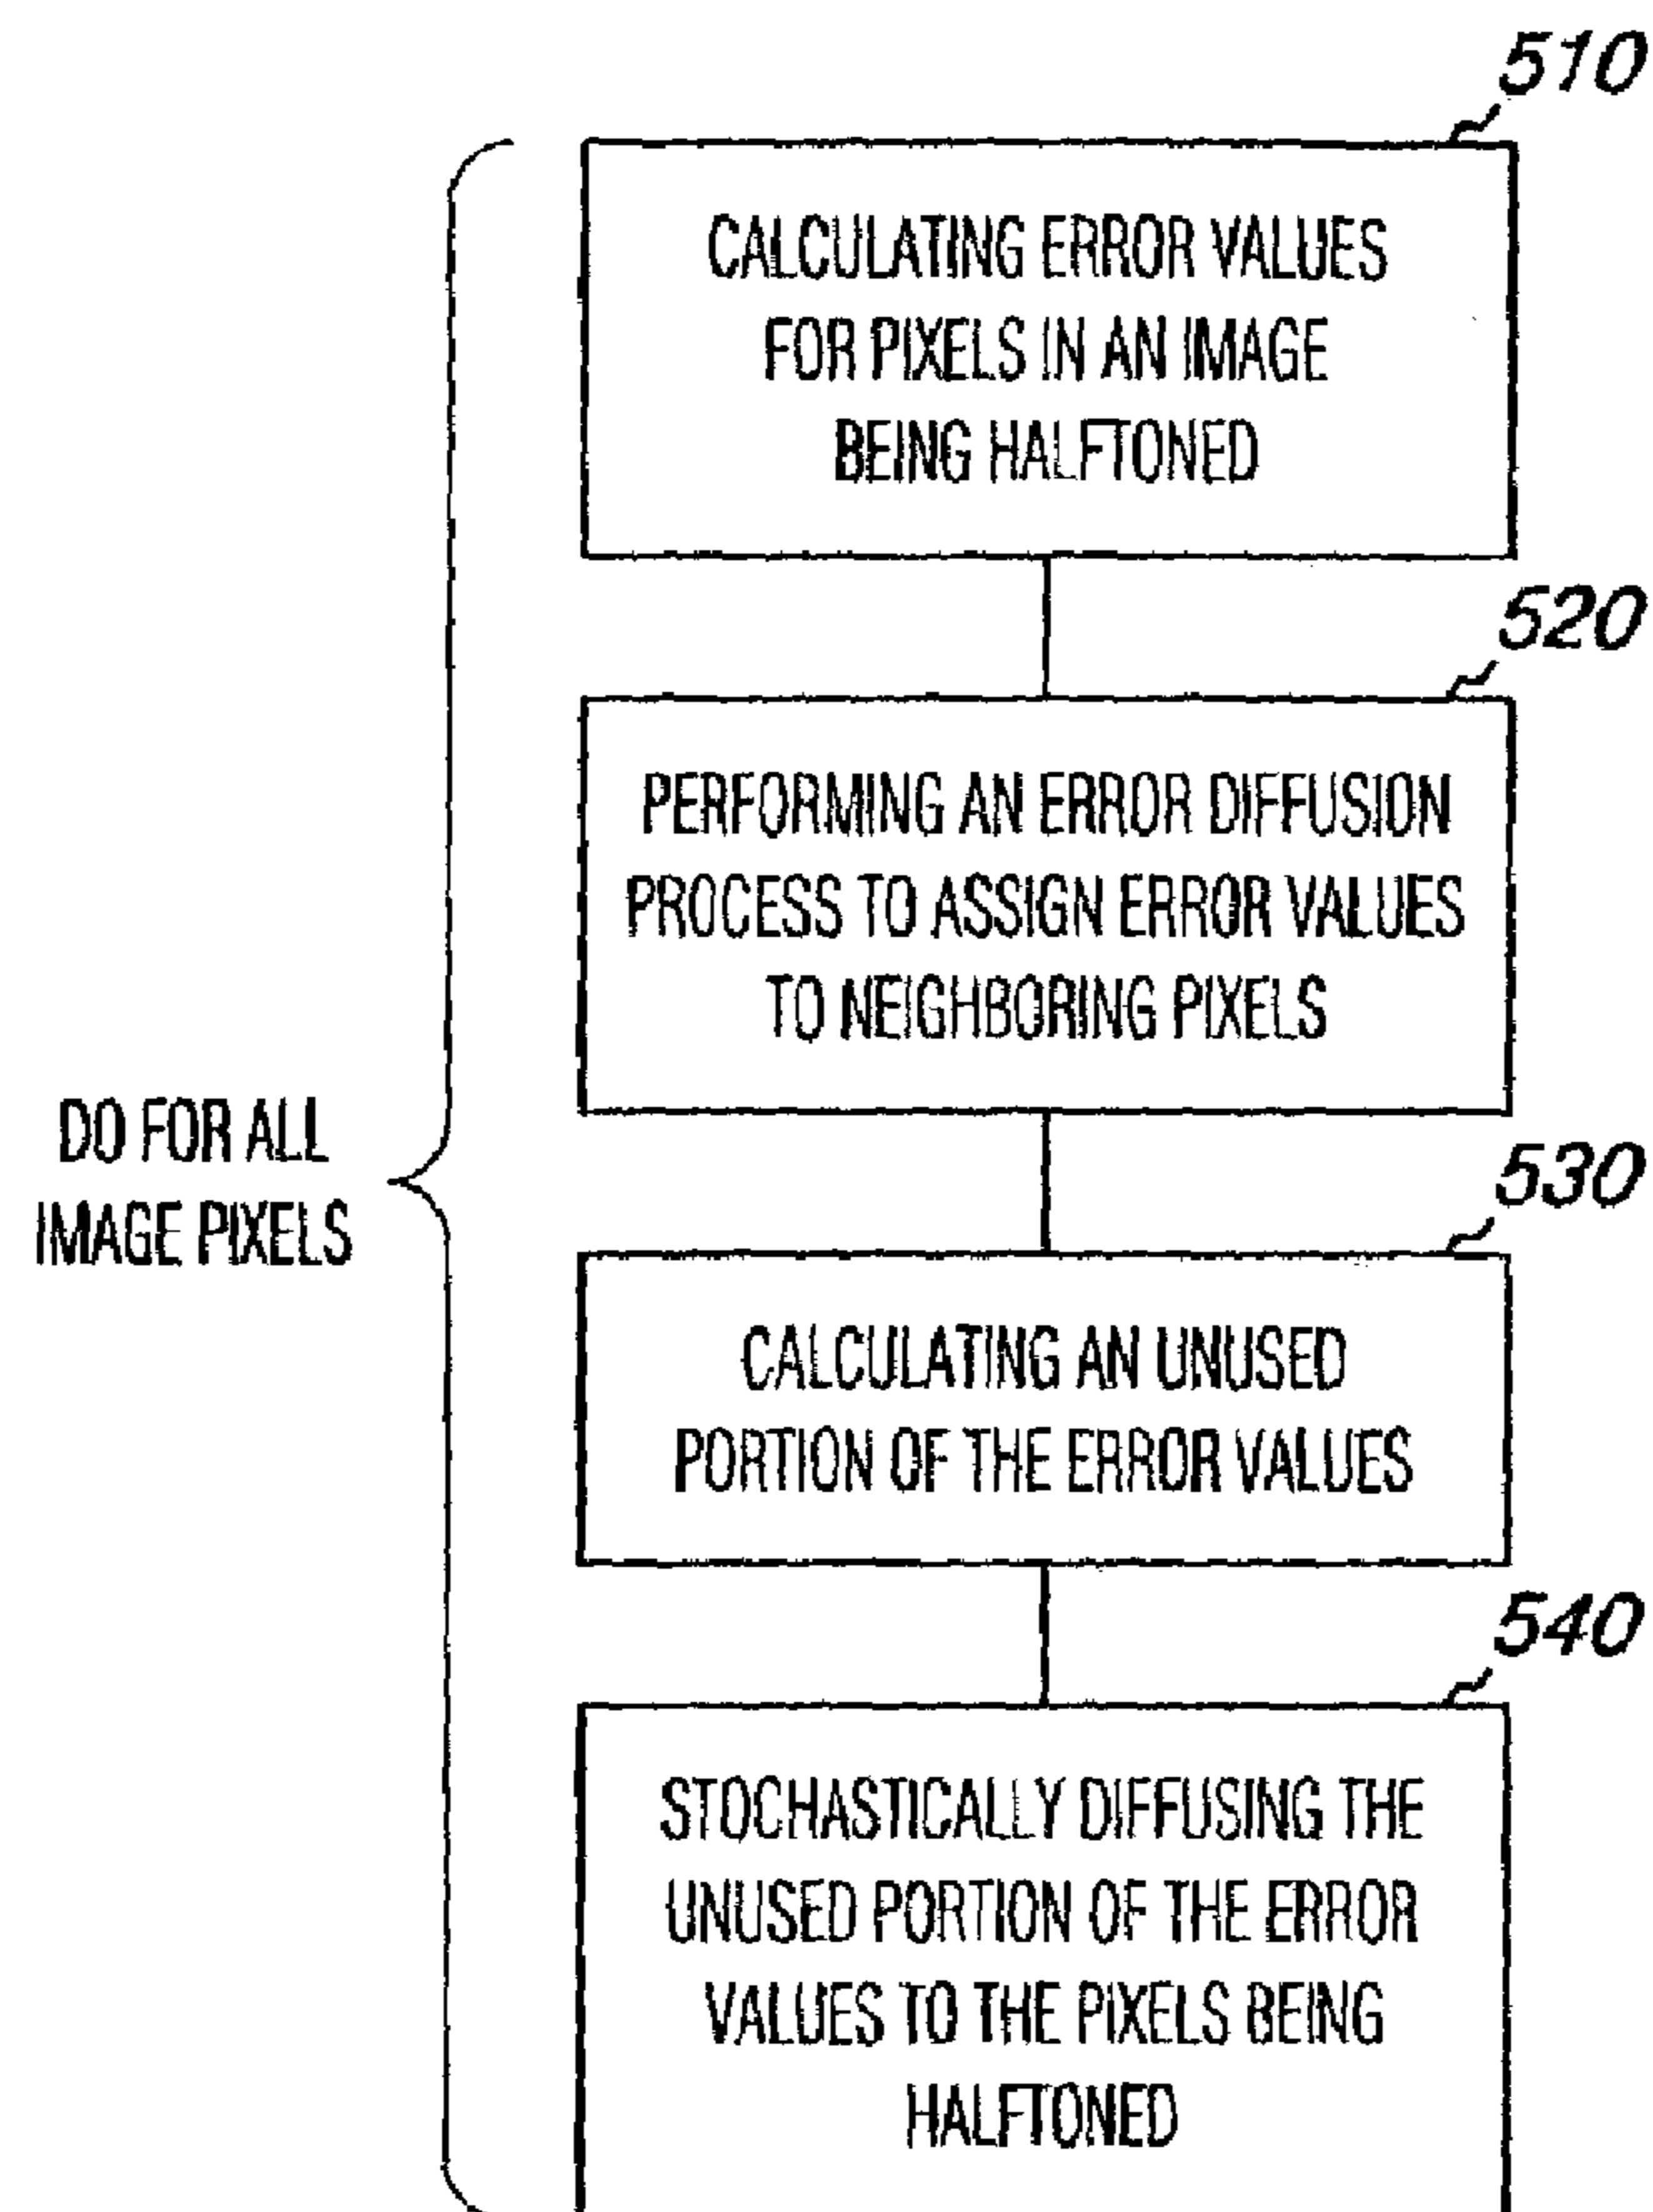 510
CALCULATING ERROR VALUES
FOR PIXELS IN AN IMAGE
BEING HALFTONED
520
PERFORMING AN ERROR DIFFUSION
PROCESS TO ASSIGN ERROR VALUES
TO NEIGHBORING PIXELS
DO FOR ALL
IMAGE PIXELS
530
CALCULATING AN UNUSED
PORTION OF THE ERROR VALUES
540
STOCHASTICALLY DIFFUSING THE
UNUSED PORTION OF THE ERROR
VALUES TO THE PIXELS BEING
HALFTONED